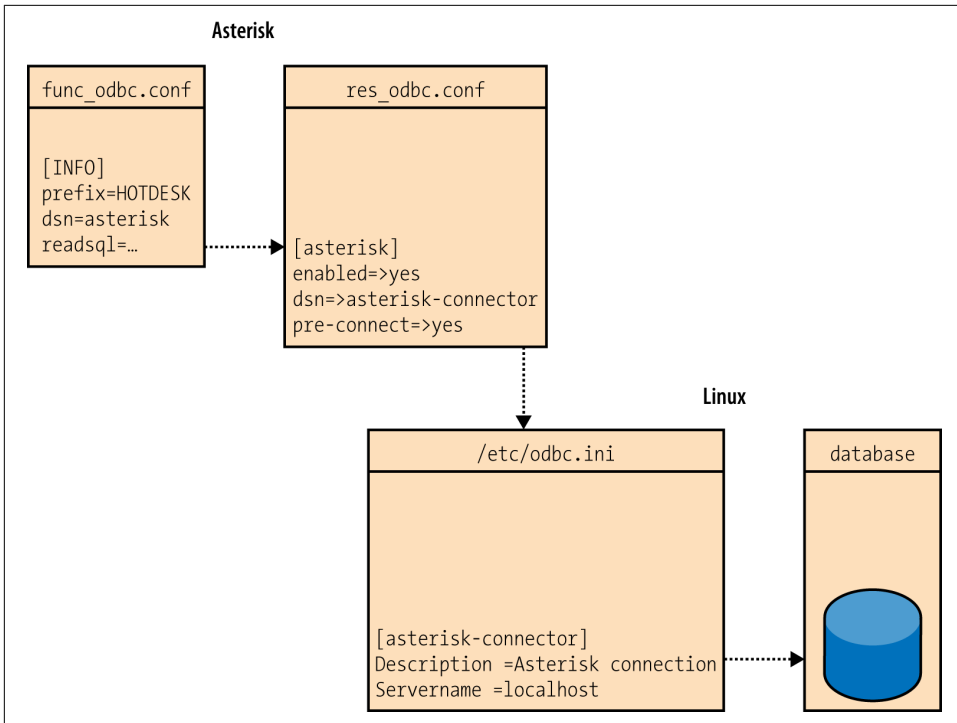 Asterisk
func_odbc.conf
[INFO]
prefix=HOTDESK
dsn=asterisk
readsql=…
res_odbc.conf
[asterisk]
enabled=>yes
dsn=>asterisk-connector
pre-connect=>yes
Linux
/etc/odbc.ini
[asterisk-connector]
Description =Asterisk connection
Servername =localhost
database